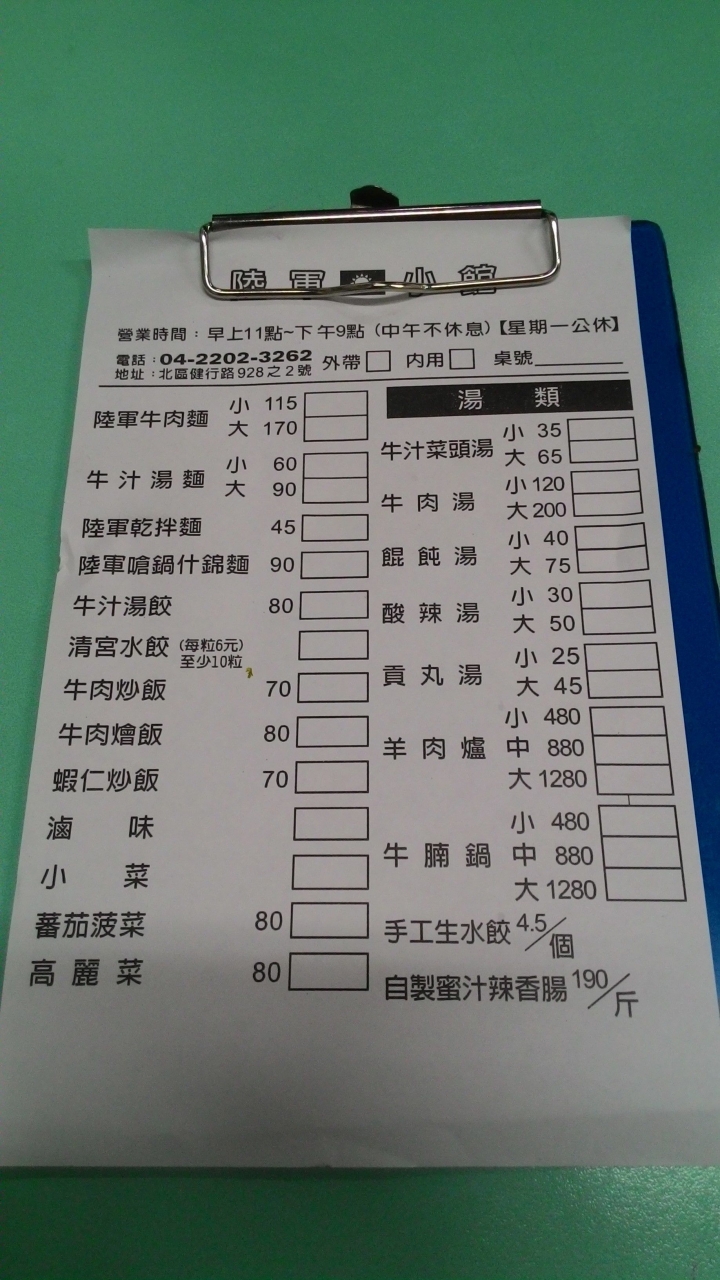 陸軍小館
營業時間：早上11點~下午9點（中午不休息）【星期一公休】
電話：04-2202-3262
地址：北區健行路928之2號
外帶 內用 桌號
陸軍牛肉麵 小 115
大 170
牛汁湯麵 小 60
大 90
陸軍乾拌麵 45
陸軍嗆鍋什錦麵 90
牛汁湯餃 80
清宮水餃（每粒6元）
至少10粒
牛肉炒飯 70
牛肉燴飯 80
蝦仁炒飯 70
滷味
小菜
蕃茄菠菜 80
高麗菜 80
湯類
牛汁菜頭湯 小 35
大 65
牛肉湯 小 120
大 200
餛飩湯 小 40
大 75
酸辣湯 小 30
大 50
貢丸湯 小 25
大 45
羊肉爐 小 480
中 880
大 1280
牛腩鍋 小 480
中 880
大 1280
手工生水餃 4.5/個
自製蜜汁辣香腸 190/斤